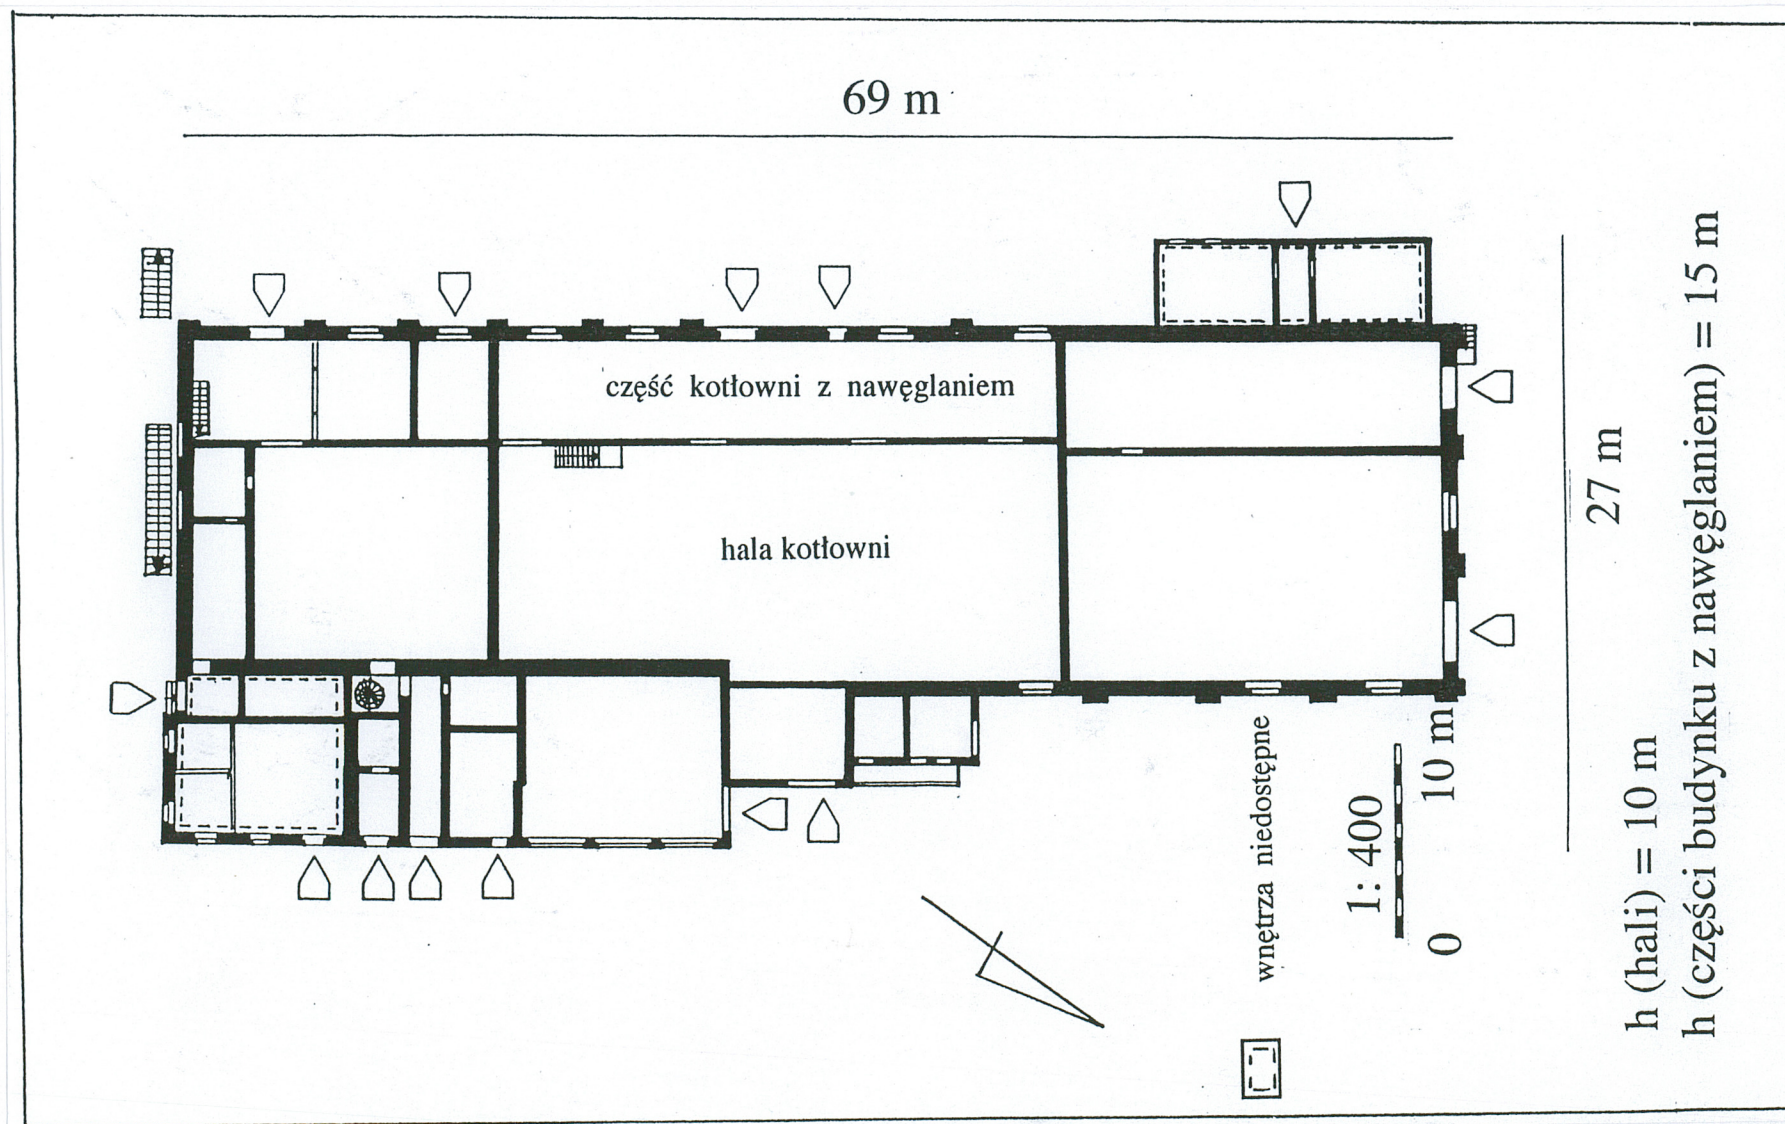 69 m
część kotłowni z nawęglaniem
hala kotłowni
27 m
wnętrza niedostępne
1: 400
0 10 m
h (hali) = 10 m
h (części budynku z nawęglaniem) = 15 m